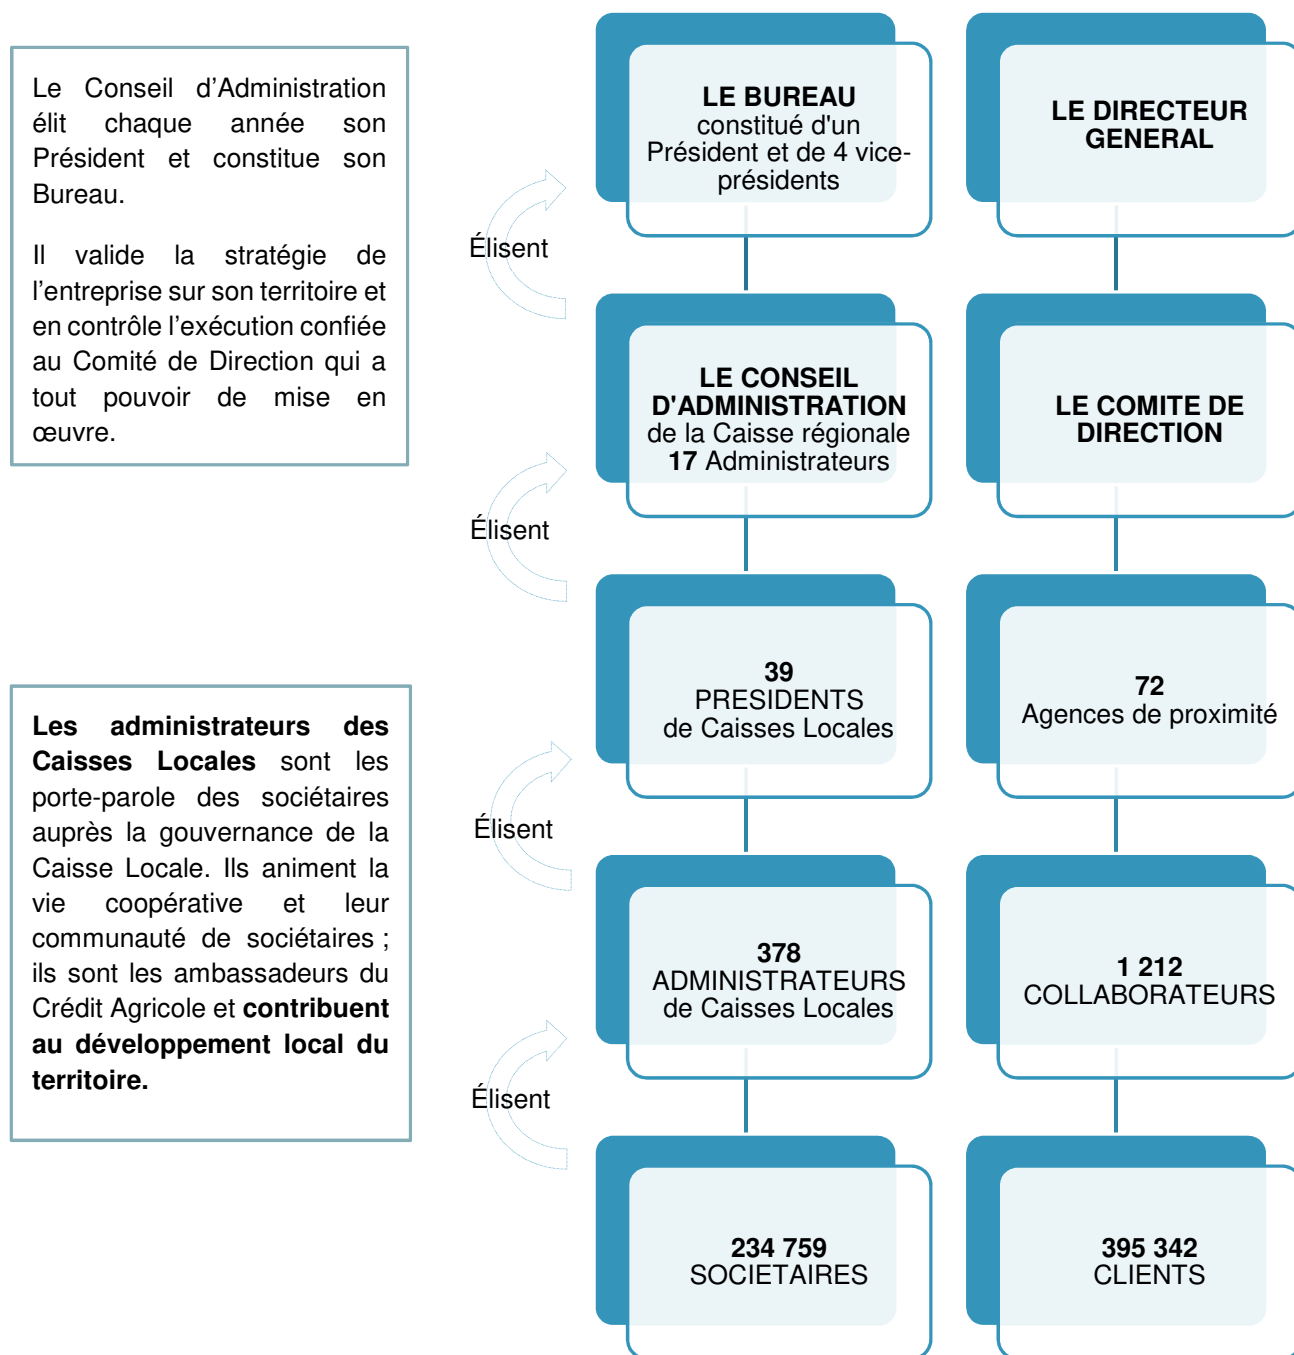 Le Conseil d’Administration
élit chaque année son
Président et constitue son
Bureau.
Il valide la stratégie de
l’entreprise sur son territoire et
en contrôle l’exécution confiée
au Comité de Direction qui a
tout pouvoir de mise en
œuvre.
Les administrateurs des
Caisses Locales sont les
porte-parole des sociétaires
auprès la gouvernance de la
Caisse Locale. Ils animent la
vie coopérative et leur
communauté de sociétaires ;
ils sont les ambassadeurs du
Crédit Agricole et contribuent
au développement local du
territoire.
Élisent
Élisent
Élisent
Élisent
LE BUREAU
constitué d'un
Président et de 4 vice-
présidents
LE CONSEIL
D'ADMINISTRATION
de la Caisse régionale
17 Administrateurs
39
PRESIDENTS
de Caisses Locales
378
ADMINISTRATEURS
de Caisses Locales
234 759
SOCIETAIRES
LE DIRECTEUR
GENERAL
LE COMITE DE
DIRECTION
72
Agences de proximité
1 212
COLLABORATEURS
395 342
CLIENTS